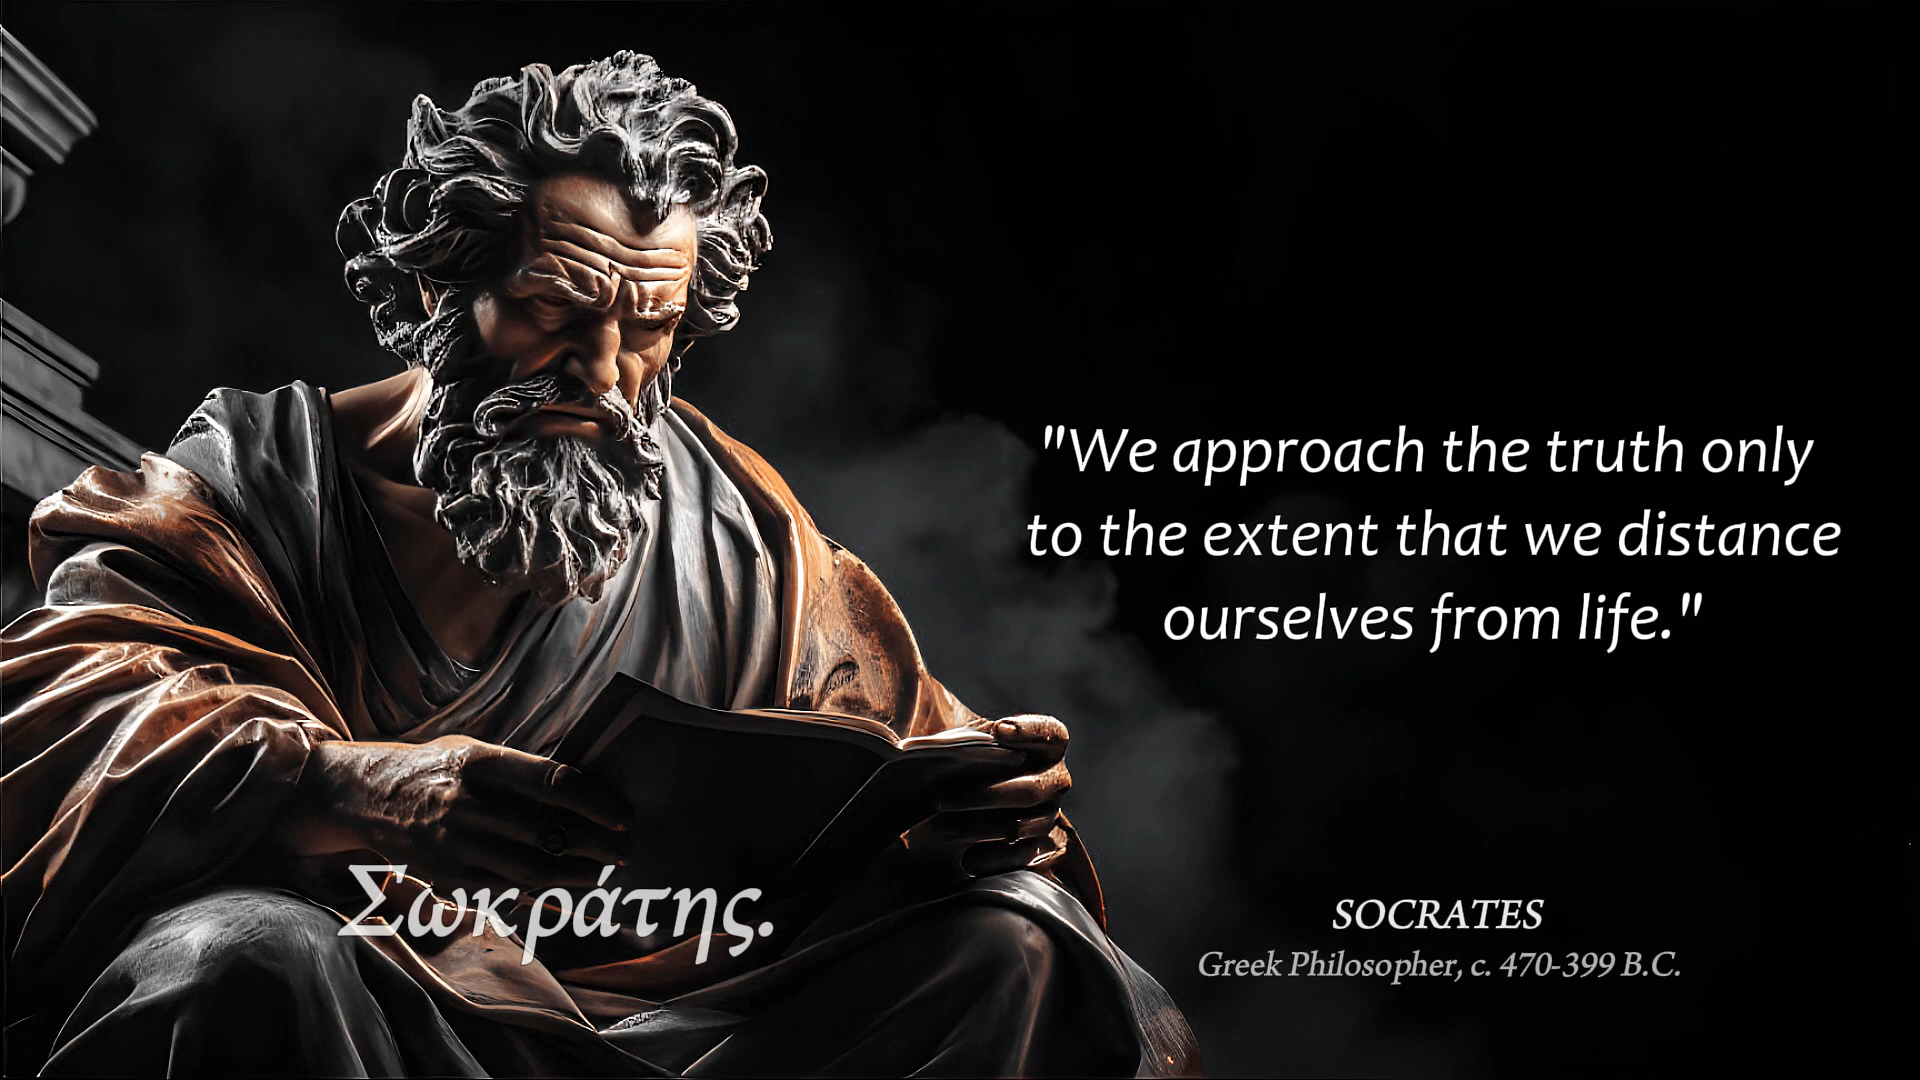 "We approach the truth only
to the extent that we distance
ourselves from life."
Σωκράτης.
SOCRATES
Greek Philosopher, c. 470-399 B.C.